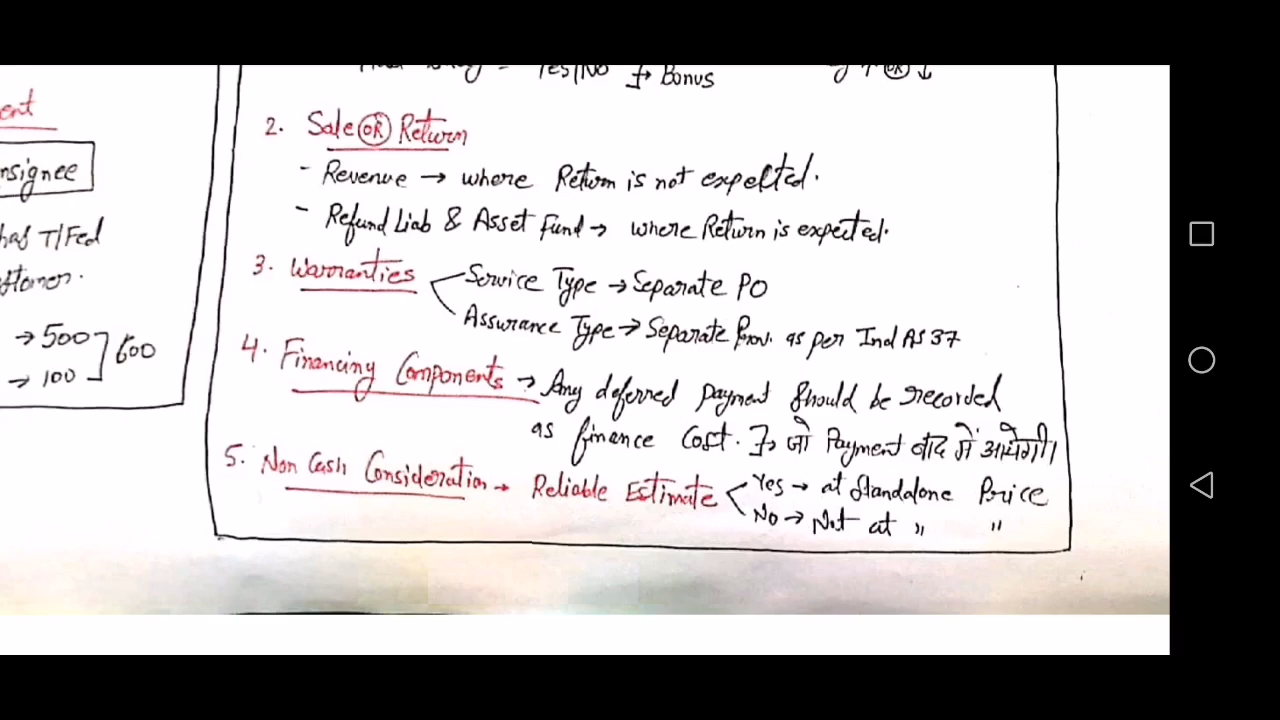 Yes/No → Bonus
ent
2. Sale OR Return
nsignee
- Revenue → where Return is not expected.
- Refund Liab & Asset Fund → where Return is expected.
has T/Fed
stomer.
3. Warranties
Service Type → Separate PO
Assurance Type → Separate Prov. as per Ind AS 37
→ 500
→ 100
600
4. Financing Components → Any deferred payment Should be recorded
as finance Cost. → जो Payment बाद में आयेगी।
5. Non Cash Consideration → Reliable Estimate
Yes → at Standalone Price
No → Not at " "